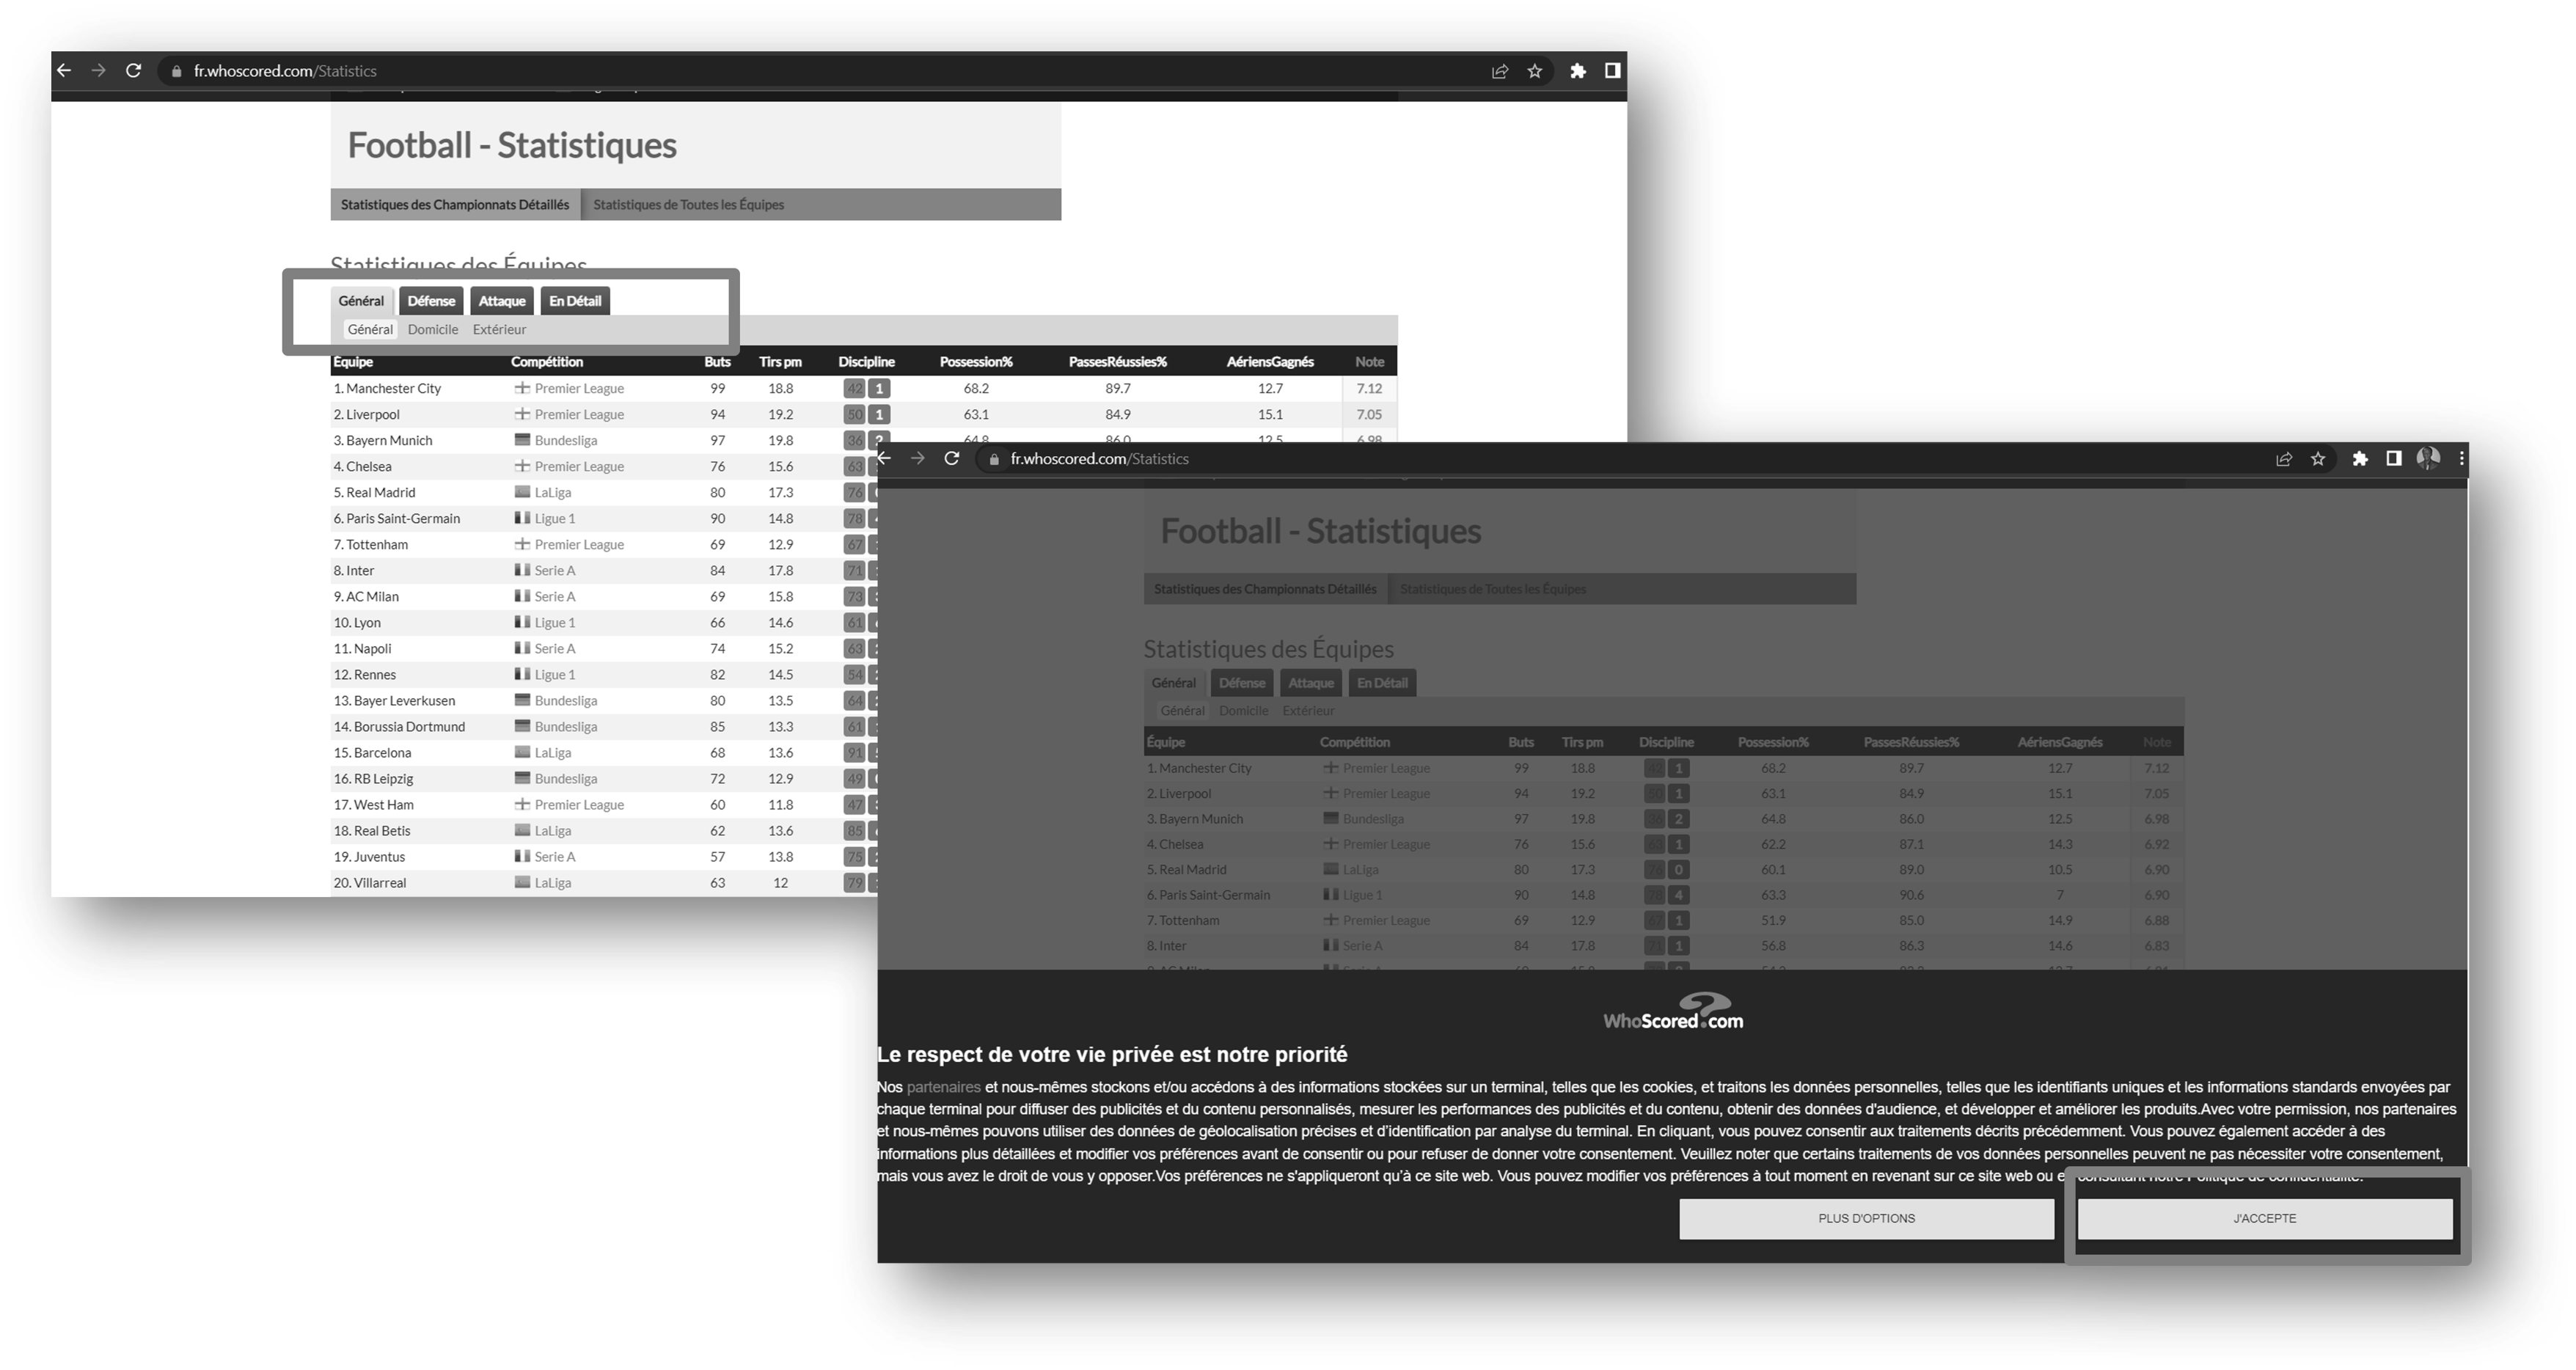 fr.whoscored.com/Statistics
Football - Statistiques
Statistiques des Championnats Détaillés Statistiques de Toutes les Équipes
Statistiques des Équipes
Général Défense Attaque En Détail
Général Domicile Extérieur
Équipe Compétition Buts Tirs pm Discipline Possession% PassesRéussies% AériensGagnés Note
1. Manchester City Premier League 99 18.8 42 1 68.2 89.7 12.7 7.12
2. Liverpool Premier League 94 19.2 50 1 63.1 84.9 15.1 7.05
3. Bayern Munich Bundesliga 97 19.8 36 2 64.8 86.0 12.5 6.98
4. Chelsea Premier League 76 15.6 63
5. Real Madrid LaLiga 80 17.3 76
6. Paris Saint-Germain Ligue 1 90 14.8 78
7. Tottenham Premier League 69 12.9 67
8. Inter Serie A 84 17.8 71
9. AC Milan Serie A 69 15.8 73
10. Lyon Ligue 1 66 14.6 61
11. Napoli Serie A 74 15.2 63
12. Rennes Ligue 1 82 14.5 54
13. Bayer Leverkusen Bundesliga 80 13.5 64
14. Borussia Dortmund Bundesliga 85 13.3 61
15. Barcelona LaLiga 68 13.6 91
16. RB Leipzig Bundesliga 72 12.9 49
17. West Ham Premier League 60 11.8 47
18. Real Betis LaLiga 62 13.6 85
19. Juventus Serie A 57 13.8 75
20. Villarreal LaLiga 63 12 79
fr.whoscored.com/Statistics
Football - Statistiques
Statistiques des Championnats Détaillés Statistiques de Toutes les Équipes
Statistiques des Équipes
Général Défense Attaque En Détail
Général Domicile Extérieur
Équipe Compétition Buts Tirs pm Discipline Possession% PassesRéussies% AériensGagnés Note
1. Manchester City Premier League 99 18.8 42 1 68.2 89.7 12.7 7.12
2. Liverpool Premier League 94 19.2 50 1 63.1 84.9 15.1 7.05
3. Bayern Munich Bundesliga 97 19.8 36 2 64.8 86.0 12.5 6.98
4. Chelsea Premier League 76 15.6 63 1 62.2 87.1 14.3 6.92
5. Real Madrid LaLiga 80 17.3 76 0 60.1 89.0 10.5 6.90
6. Paris Saint-Germain Ligue 1 90 14.8 78 4 63.3 90.6 7 6.90
7. Tottenham Premier League 69 12.9 67 1 51.9 85.0 14.9 6.88
8. Inter Serie A 84 17.8 71 1 56.8 86.3 14.6 6.83
WhoScored.com
Le respect de votre vie privée est notre priorité
Nos partenaires et nous-mêmes stockons et/ou accédons à des informations stockées sur un terminal, telles que les cookies, et traitons les données personnelles, telles que les identifiants uniques et les informations standards envoyées par
chaque terminal pour diffuser des publicités et du contenu personnalisés, mesurer les performances des publicités et du contenu, obtenir des données d'audience, et développer et améliorer les produits.Avec votre permission, nos partenaires
et nous-mêmes pouvons utiliser des données de géolocalisation précises et d'identification par analyse du terminal. En cliquant, vous pouvez consentir aux traitements décrits précédemment. Vous pouvez également accéder à des
informations plus détaillées et modifier vos préférences avant de consentir ou pour refuser de donner votre consentement. Veuillez noter que certains traitements de vos données personnelles peuvent ne pas nécessiter votre consentement,
mais vous avez le droit de vous y opposer.Vos préférences ne s'appliqueront qu'à ce site web. Vous pouvez modifier vos préférences à tout moment en revenant sur ce site web ou e consultant notre Politique de confidentialité.
PLUS D'OPTIONS J'ACCEPTE